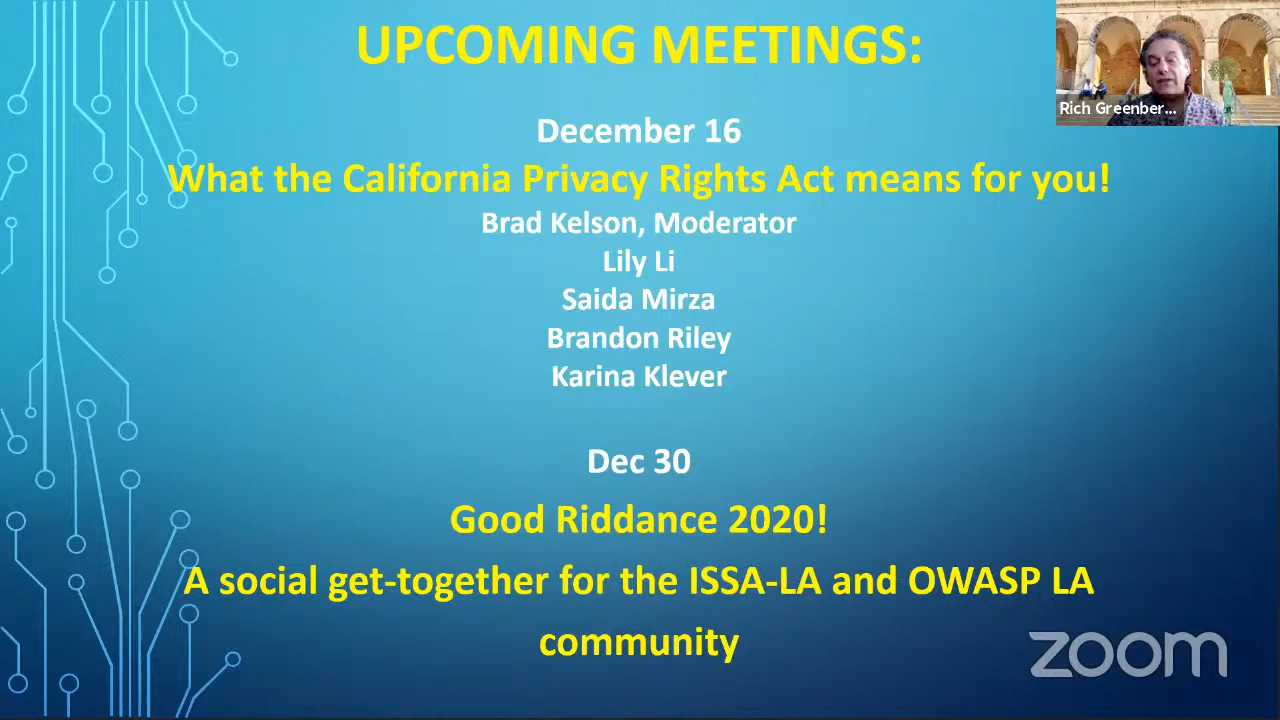 UPCOMING MEETINGS:
Rich Greenber...
December 16
What the California Privacy Rights Act means for you!
Brad Kelson, Moderator
Lily Li
Saida Mirza
Brandon Riley
Karina Klever
Dec 30
Good Riddance 2020!
A social get-together for the ISSA-LA and OWASP LA
community
zoom